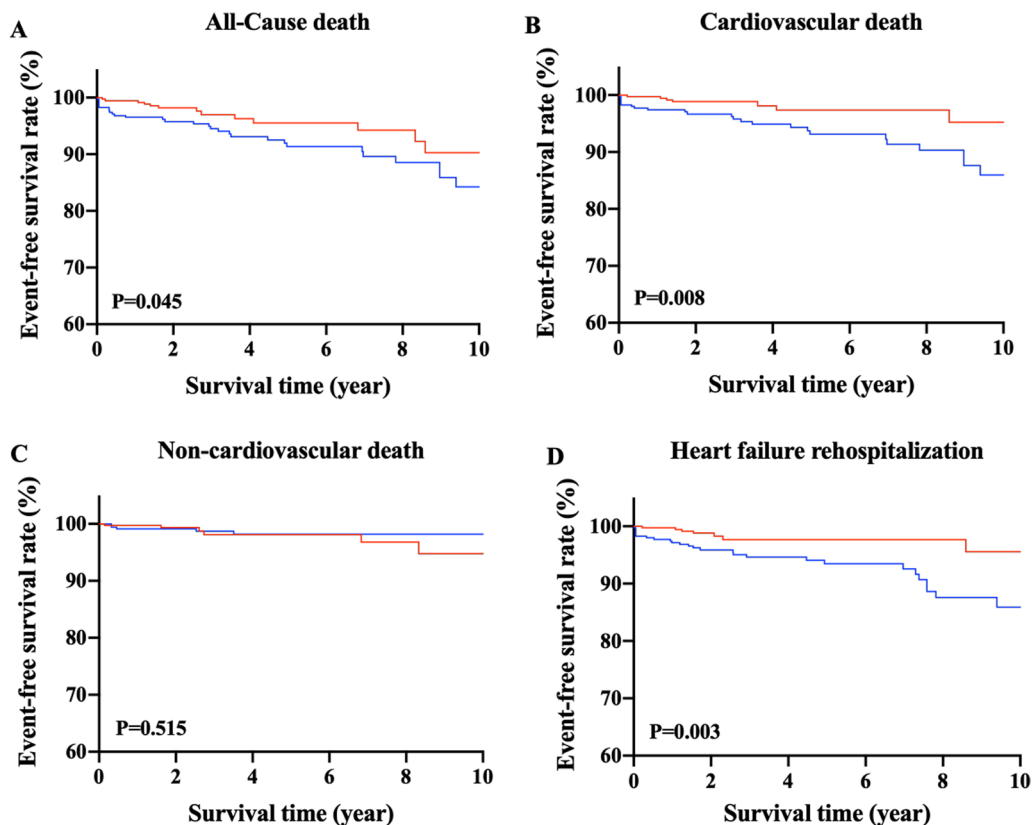 A
All-Cause death
Event-free survival rate (%)
100
90
80
70
60
P=0.045
0 2 4 6 8 10
Survival time (year)
B
Cardiovascular death
Event-free survival rate (%)
100
90
80
70
60
P=0.008
0 2 4 6 8 10
Survival time (year)
C
Non-cardiovascular death
Event-free survival rate (%)
100
90
80
70
60
P=0.515
0 2 4 6 8 10
Survival time (year)
D
Heart failure rehospitalization
Event-free survival rate (%)
100
90
80
70
60
P=0.003
0 2 4 6 8 10
Survival time (year)